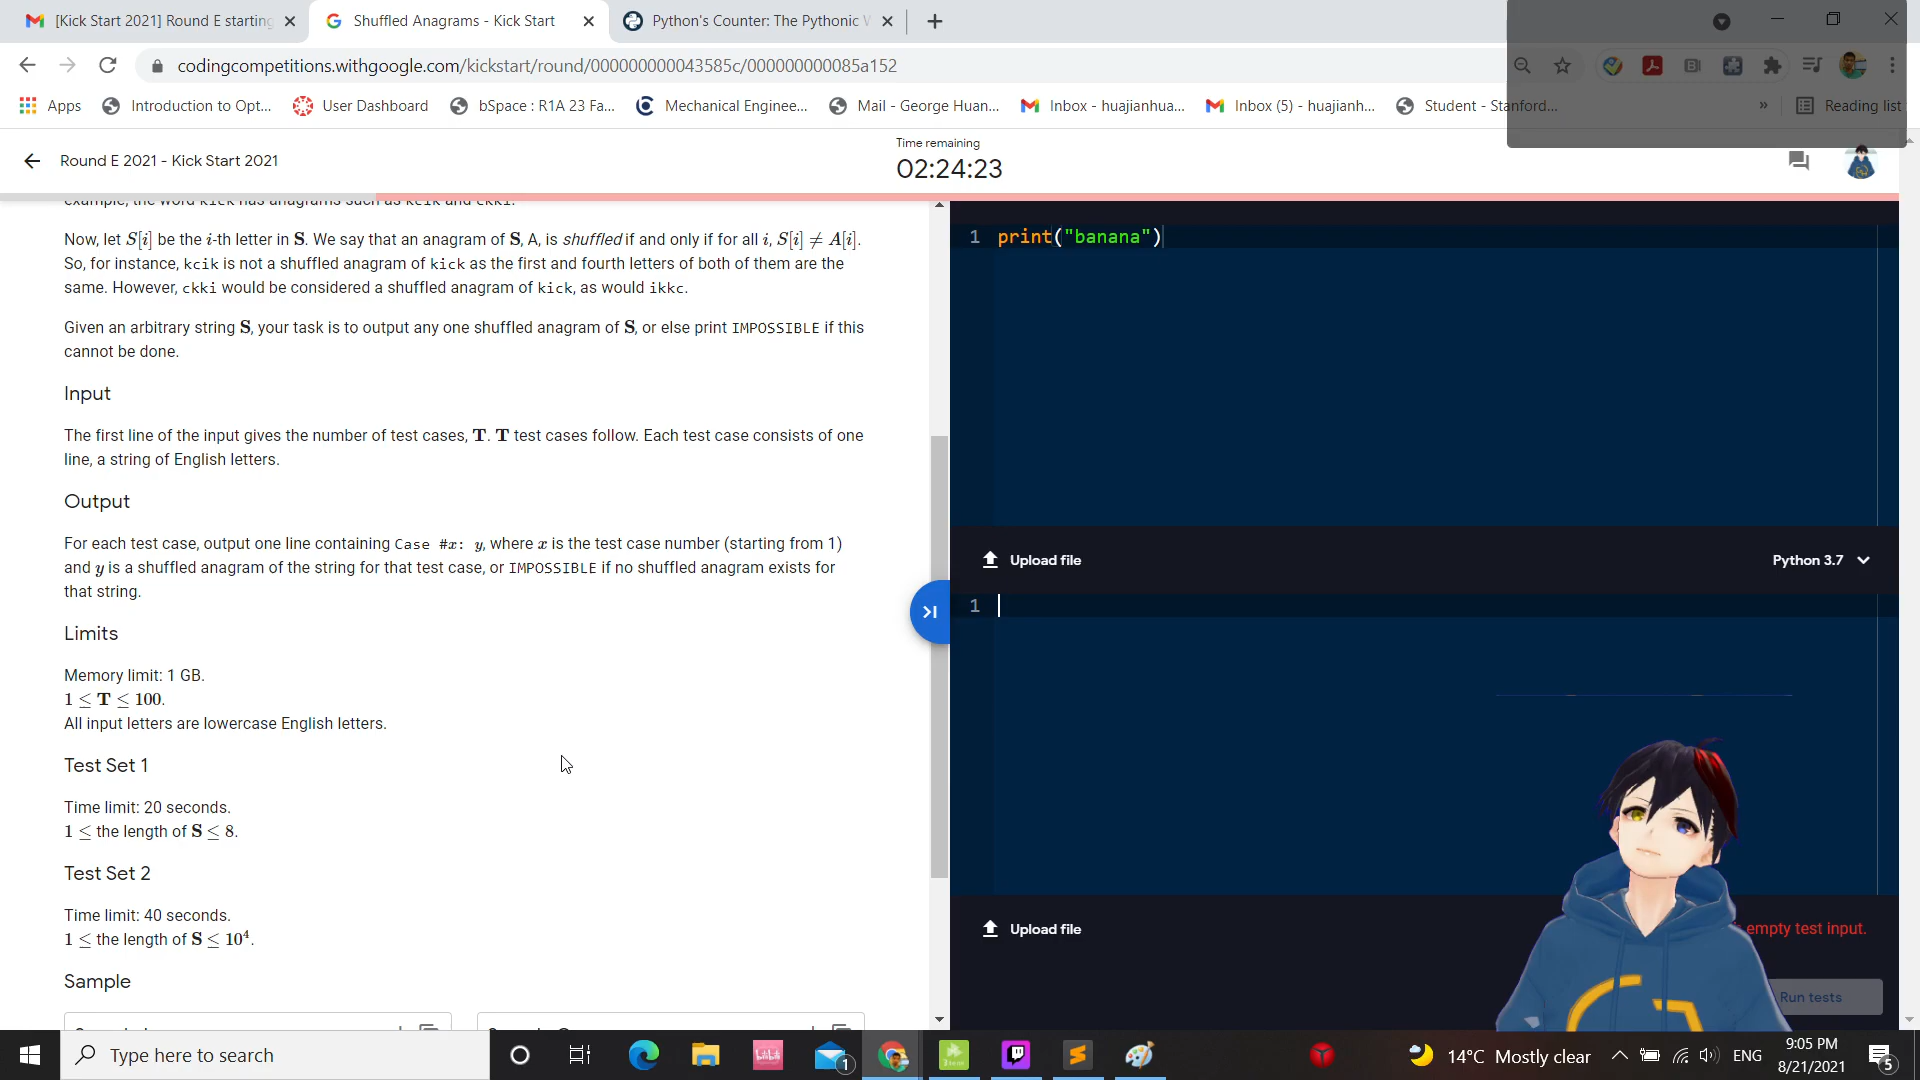 [Kick Start 2021] Round E starting
Shuffled Anagrams - Kick Start
Python's Counter: The Pythonic W
codingcompetitions.withgoogle.com/kickstart/round/000000000043585c/000000000085a152
Apps
Introduction to Opt...
User Dashboard
bSpace : R1A 23 Fa...
Mechanical Enginee...
Mail - George Huan...
Inbox - huajianhua...
Inbox (5) - huajianh...
Student - Stanford...
»
Reading list
Round E 2021 - Kick Start 2021
Time remaining
02:24:23
example, the word kick has anagrams such as kcik and ckki.
Now, let S[i] be the i-th letter in S. We say that an anagram of S, A, is shuffled if and only if for all i, S[i] ≠ A[i].
So, for instance, kcik is not a shuffled anagram of kick as the first and fourth letters of both of them are the
same. However, ckki would be considered a shuffled anagram of kick, as would ikkc.
Given an arbitrary string S, your task is to output any one shuffled anagram of S, or else print IMPOSSIBLE if this
cannot be done.
Input
The first line of the input gives the number of test cases, T. T test cases follow. Each test case consists of one
line, a string of English letters.
Output
For each test case, output one line containing Case #x: y, where x is the test case number (starting from 1)
and y is a shuffled anagram of the string for that test case, or IMPOSSIBLE if no shuffled anagram exists for
that string.
Limits
Memory limit: 1 GB.
1 ≤ T ≤ 100.
All input letters are lowercase English letters.
Test Set 1
Time limit: 20 seconds.
1 ≤ the length of S ≤ 8.
Test Set 2
Time limit: 40 seconds.
1 ≤ the length of S ≤ 10⁴.
Sample
1 print("banana")
Upload file
Python 3.7
1
Upload file
empty test input.
Run tests
Type here to search
1
14°C Mostly clear
ENG
9:05 PM
8/21/2021
5